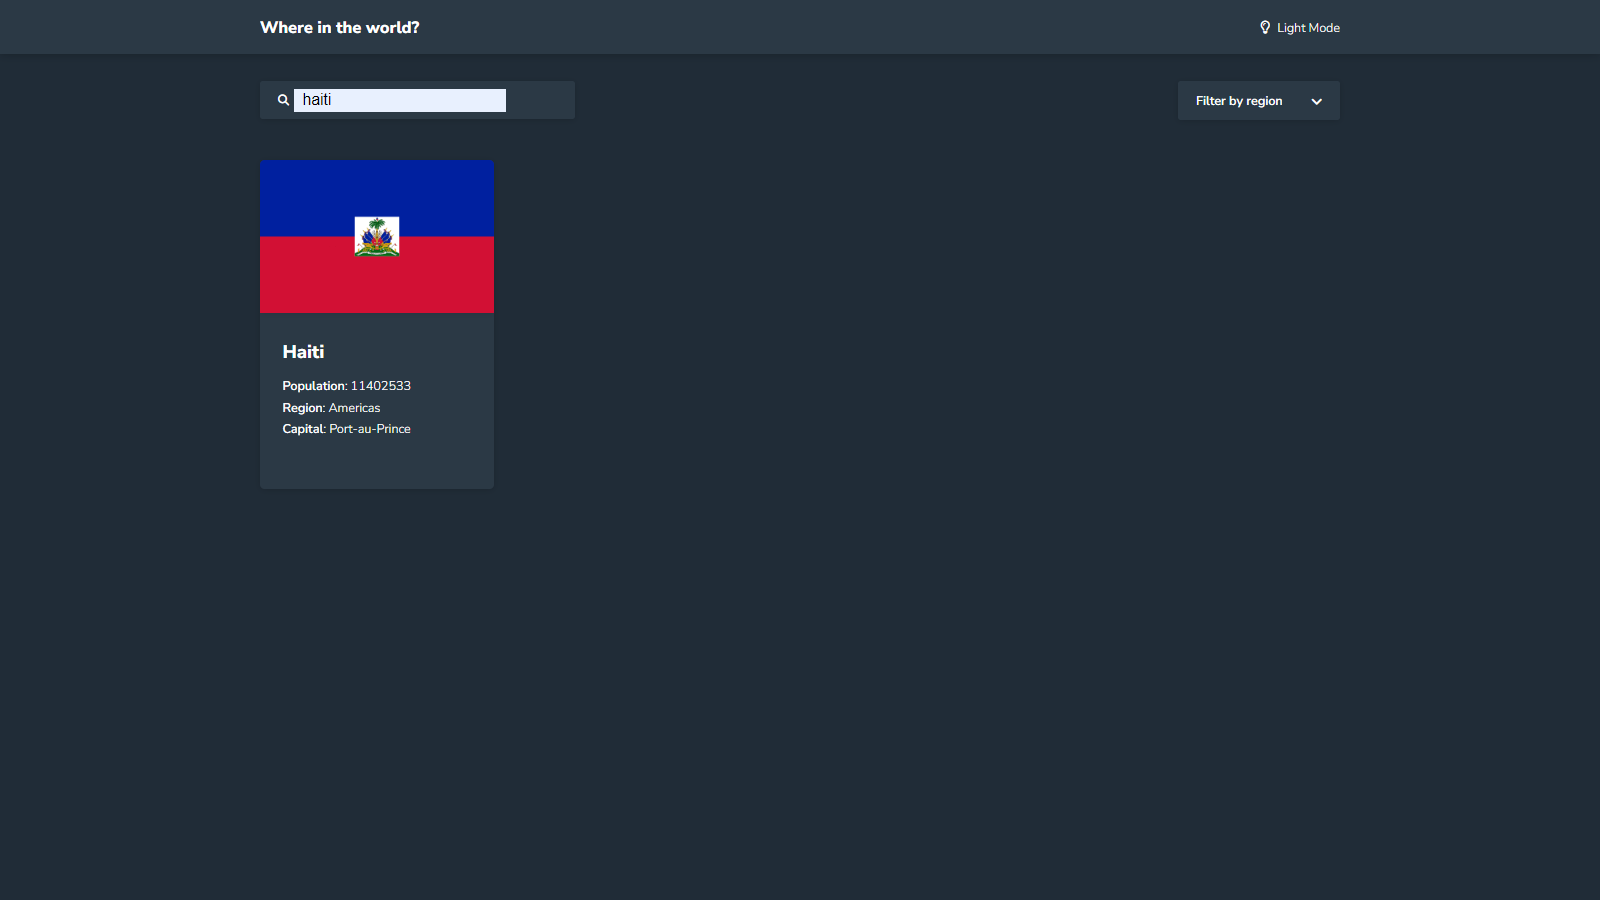 Where in the world?
Light Mode
haiti
Filter by region
Haiti
Population: 11402533
Region: Americas
Capital: Port-au-Prince